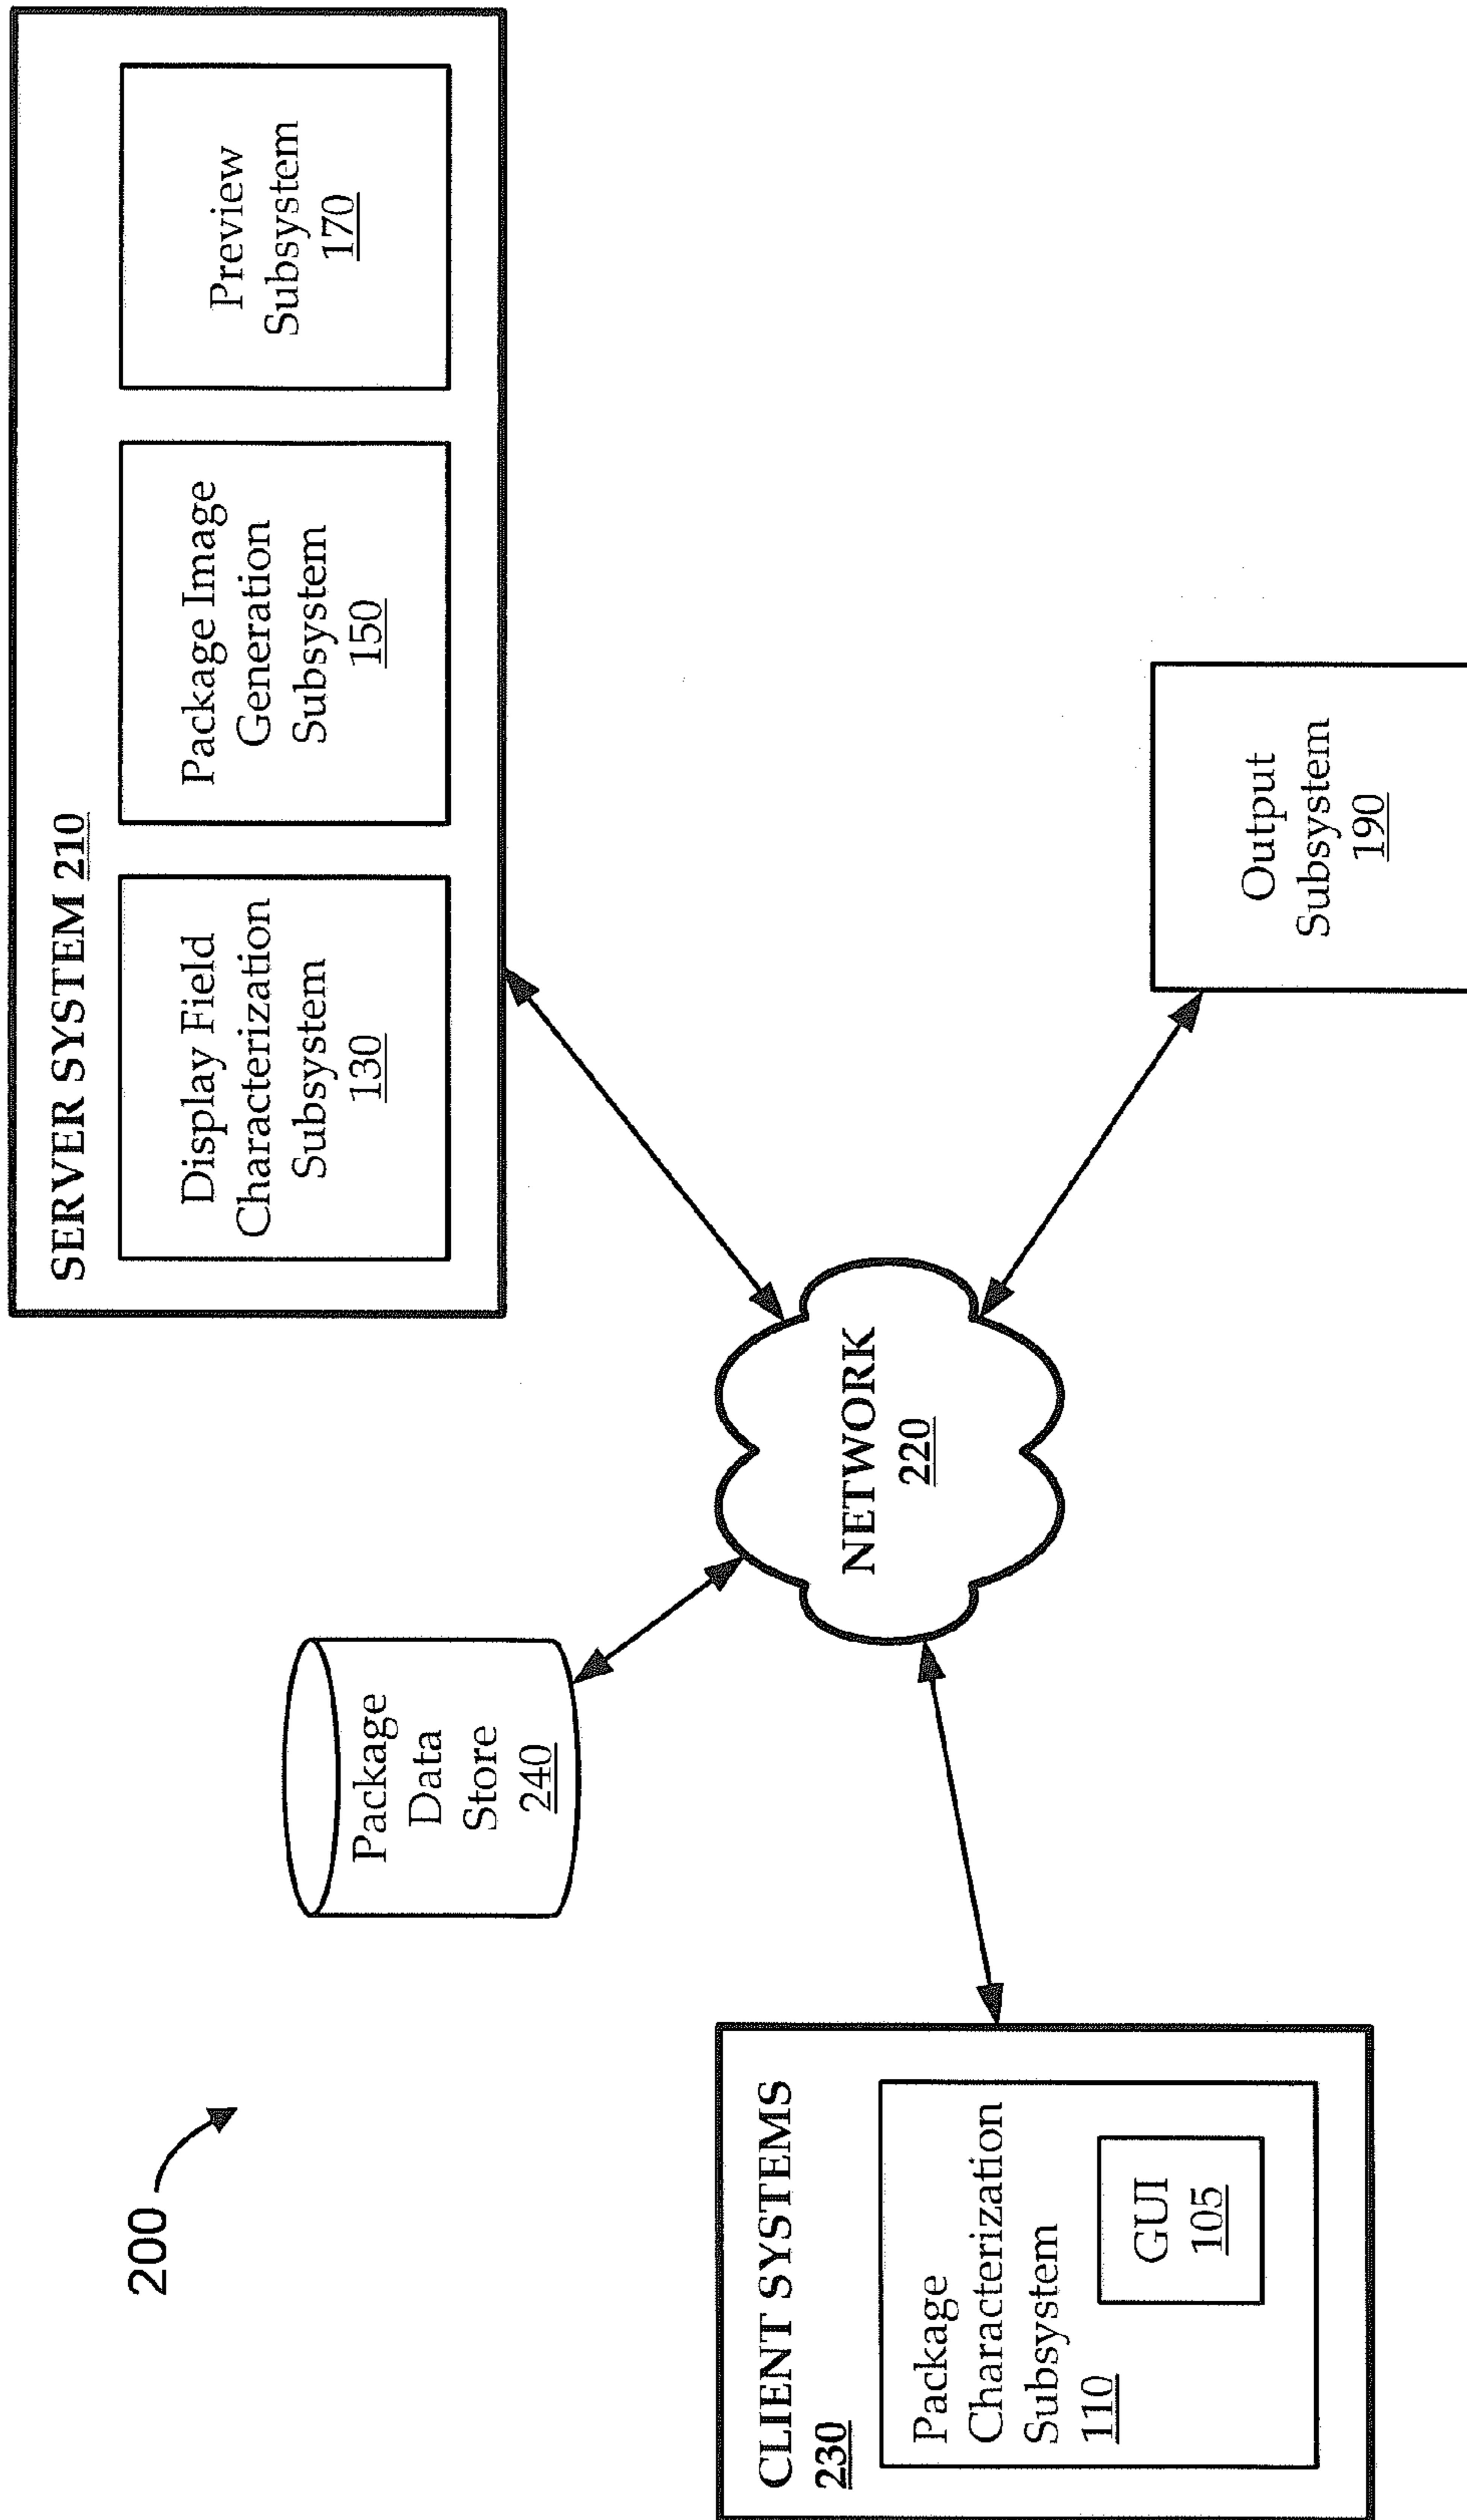 200
SERVER SYSTEM 210
Display Field
Characterization
Subsystem
130
Package Image
Generation
Subsystem
150
Preview
Subsystem
170
Package
Data
Store
240
NETWORK
220
CLIENT SYSTEMS
230
Package
Characterization
Subsystem
110
GUI
105
Output
Subsystem
190